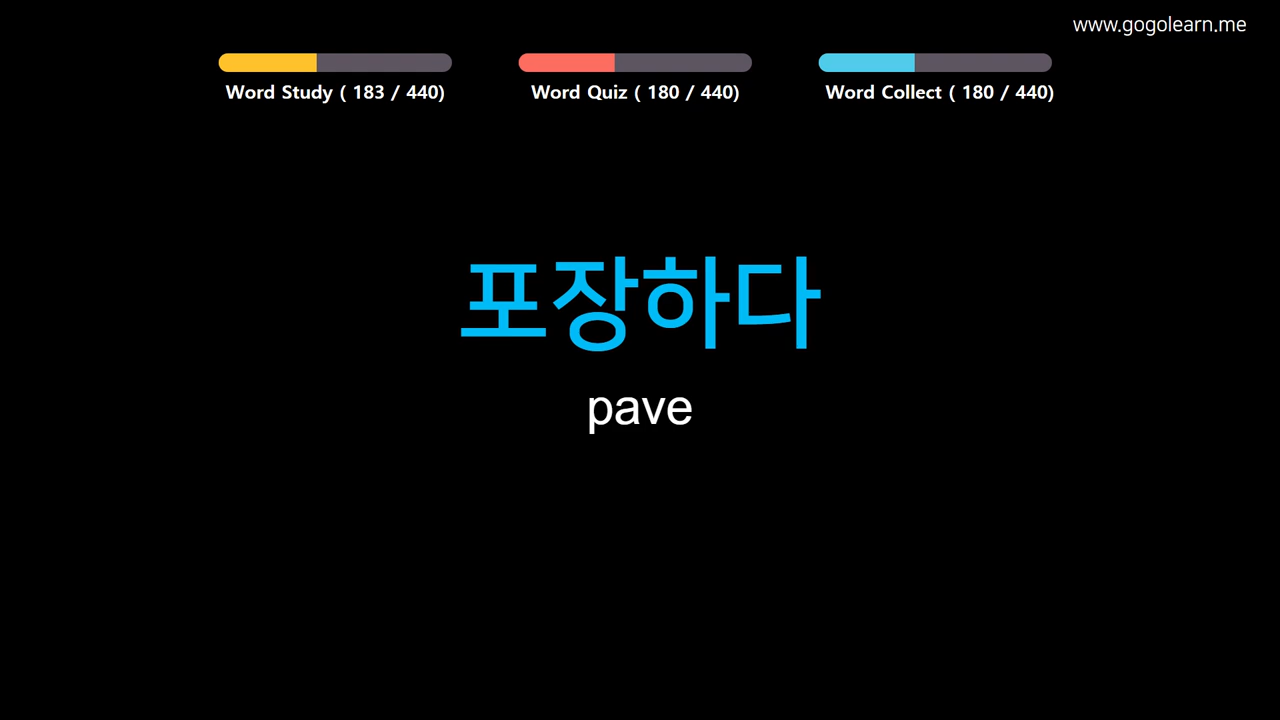 www.gogolearn.me
Word Study ( 183 / 440)
Word Quiz ( 180 / 440)
Word Collect ( 180 / 440)
포장하다
pave